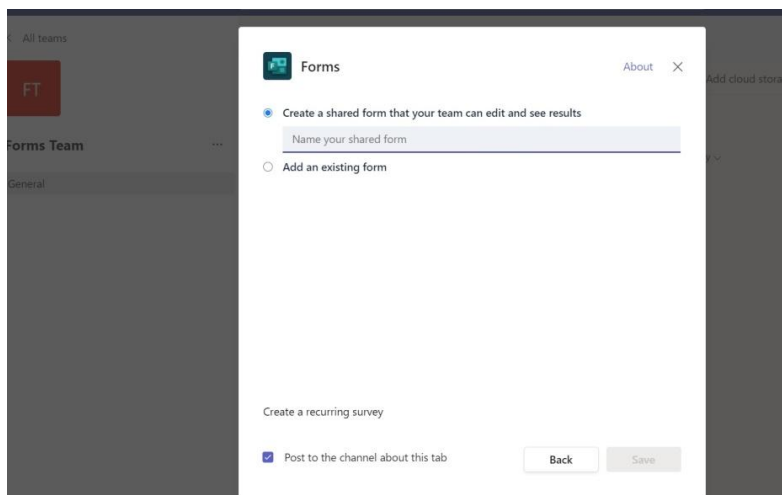 All teams
FT
Forms Team
...
General
Forms
About
Create a shared form that your team can edit and see results
Name your shared form
Add an existing form
Create a recurring survey
Post to the channel about this tab
Back
Save
Add cloud stora
y